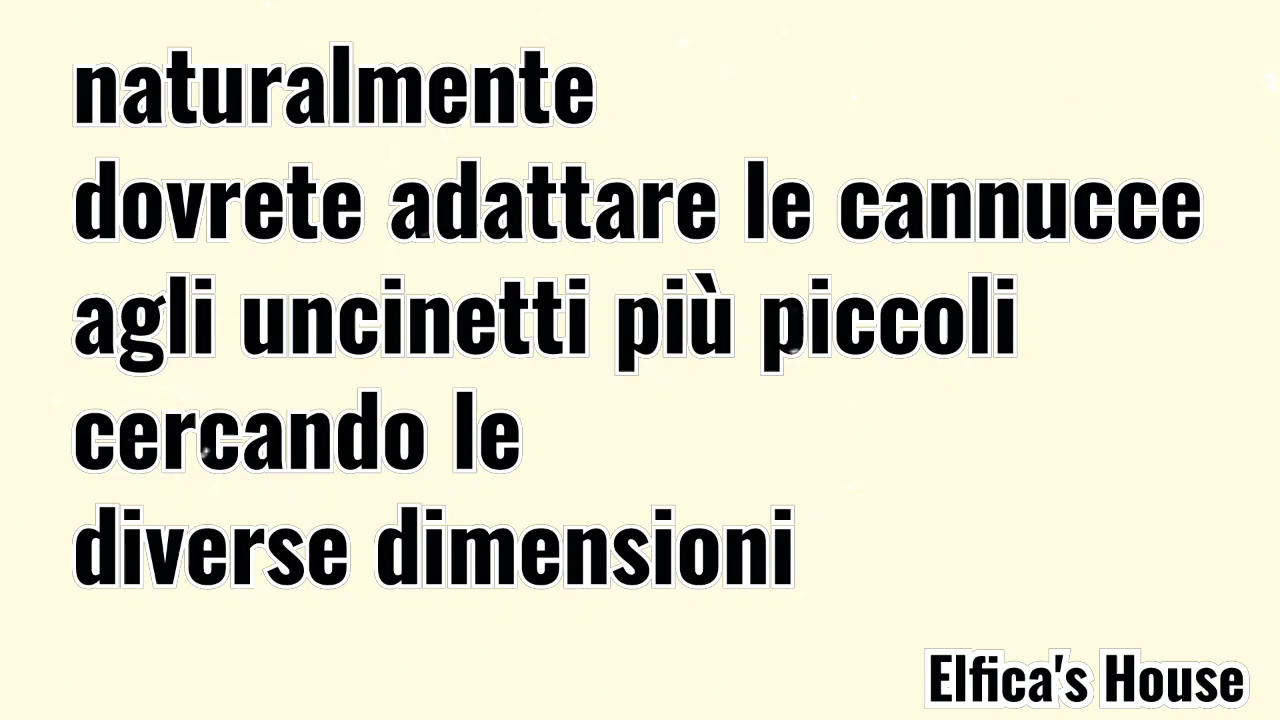 naturalmente
dovrete adattare le cannucce
agli uncinetti più piccoli
cercando le
diverse dimensioni
Elfica's House